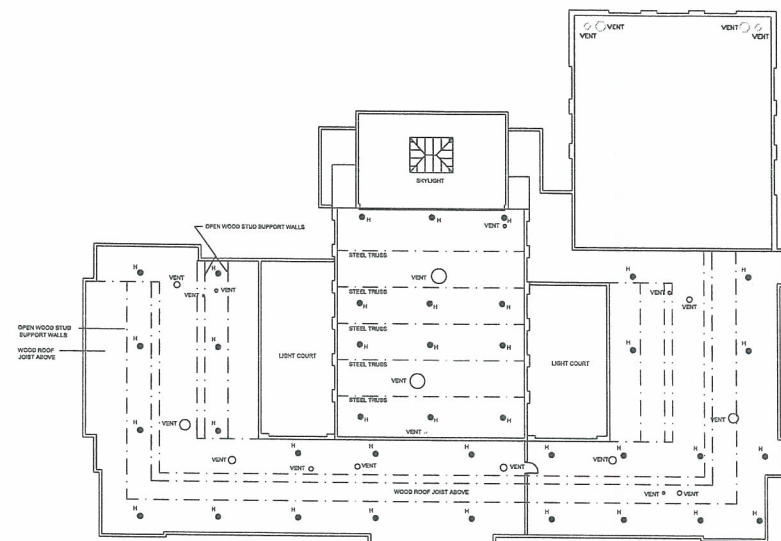 VENT
VENT
VENT
VENT
SKYLIGHT
H
H
H
VENT
OPEN WOOD STUD SUPPORT WALLS
STEEL TRUSS
H
H
VENT
VENT
VENT
VENT
STEEL TRUSS
H
H
H
STEEL TRUSS
OPEN WOOD STUD
SUPPORT WALLS
WOOD ROOF
JOIST ABOVE
H
H
LIGHT COURT
STEEL TRUSS
H
H
H
STEEL TRUSS
VENT
STEEL TRUSS
LIGHT COURT
H
H
VENT
VENT
H
H
H
VENT
H
H
H
VENT
VENT
H
H
H
H
H
H
H
VENT
VENT
VENT
VENT
VENT
WOOD ROOF JOIST ABOVE
VENT
VENT
H
H
H
H
H
H
H
H